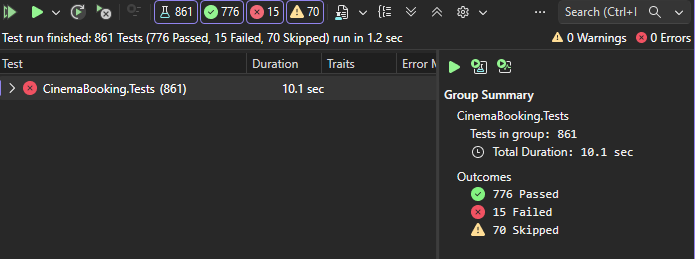 861 776 15 70 Search (Ctrl+I
Test run finished: 861 Tests (776 Passed, 15 Failed, 70 Skipped) run in 1.2 sec 0 Warnings 0 Errors
Test Duration Traits Error M
CinemaBooking.Tests (861) 10.1 sec
Group Summary
CinemaBooking.Tests
Tests in group: 861
Total Duration: 10.1 sec
Outcomes
776 Passed
15 Failed
70 Skipped